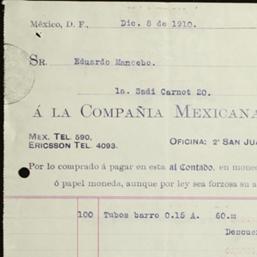 México, D. F., Dic. 8 de 1910.
SR. Eduardo Mancebo.
1a. Sadi Carnot 20.
Á LA COMPAÑIA MEXICANA
MEX. TEL. 590.
ERICSSON TEL. 4093.
OFICINA: 2ª SAN JUA
Por lo comprado á pagar en esta al Contado, en mone
ó papel moneda, aunque por ley sea forzosa su a
100 Tubos barro 0.15 A. 60.m
Descu